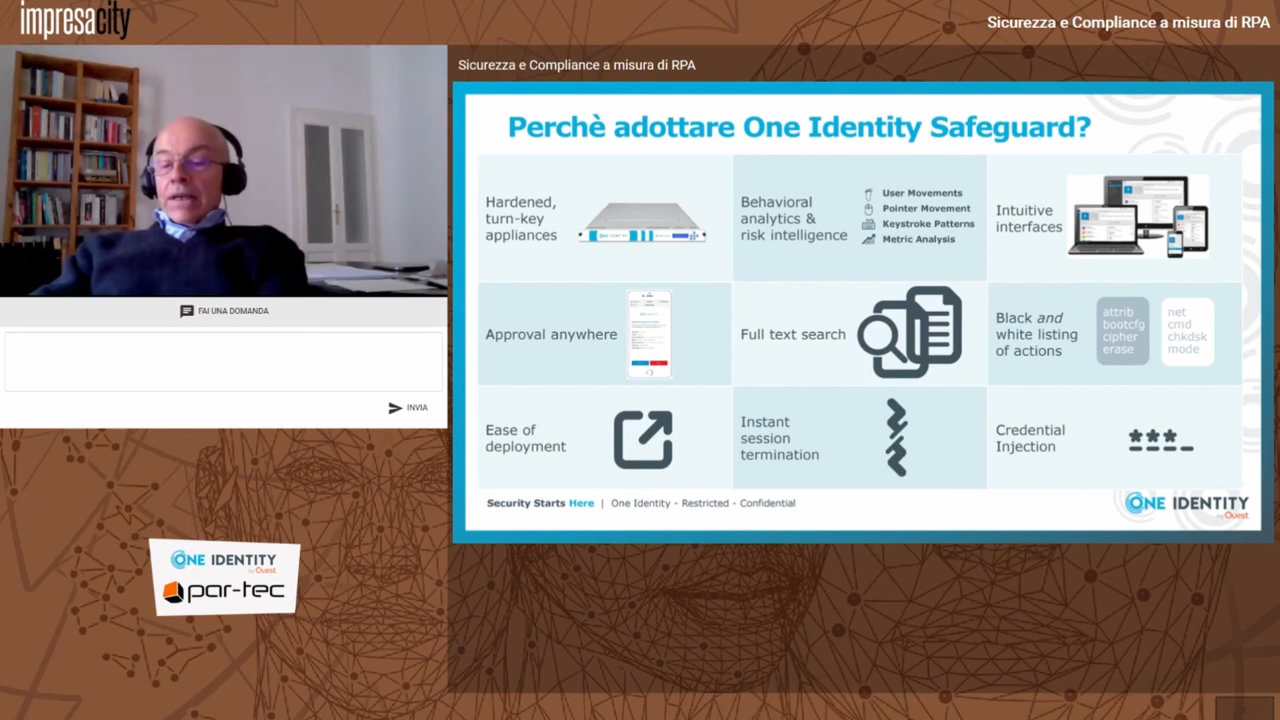 impresacity
Sicurezza e Compliance a misura di RPA
Sicurezza e Compliance a misura di RPA
Perchè adottare One Identity Safeguard?
Hardened,
turn-key
appliances
Behavioral
analytics &
risk intelligence
User Movements
Pointer Movement
Keystroke Patterns
Metric Analysis
Intuitive
interfaces
Approval anywhere
Full text search
Black and
white listing
of actions
attrib
bootcfg
cipher
erase
net
cmd
chkdsk
mode
Ease of
deployment
Instant
session
termination
Credential
Injection
***_
Security Starts Here | One Identity - Restricted - Confidential
ONE IDENTITY
by Quest
FAI UNA DOMANDA
INVIA
ONE IDENTITY
by Quest
par-tec